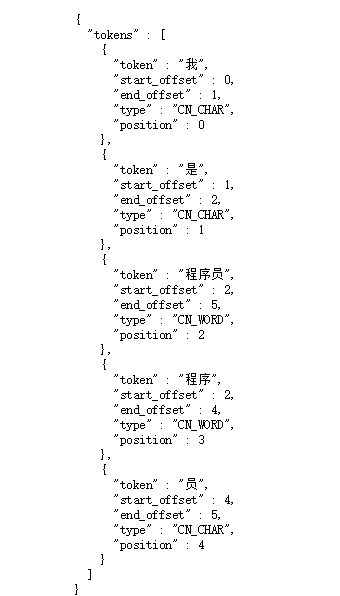 {
  "tokens" : [
    {
      "token" : "我",
      "start_offset" : 0,
      "end_offset" : 1,
      "type" : "CN_CHAR",
      "position" : 0
    },
    {
      "token" : "是",
      "start_offset" : 1,
      "end_offset" : 2,
      "type" : "CN_CHAR",
      "position" : 1
    },
    {
      "token" : "程序员",
      "start_offset" : 2,
      "end_offset" : 5,
      "type" : "CN_WORD",
      "position" : 2
    },
    {
      "token" : "程序",
      "start_offset" : 2,
      "end_offset" : 4,
      "type" : "CN_WORD",
      "position" : 3
    },
    {
      "token" : "员",
      "start_offset" : 4,
      "end_offset" : 5,
      "type" : "CN_CHAR",
      "position" : 4
    }
  ]
}